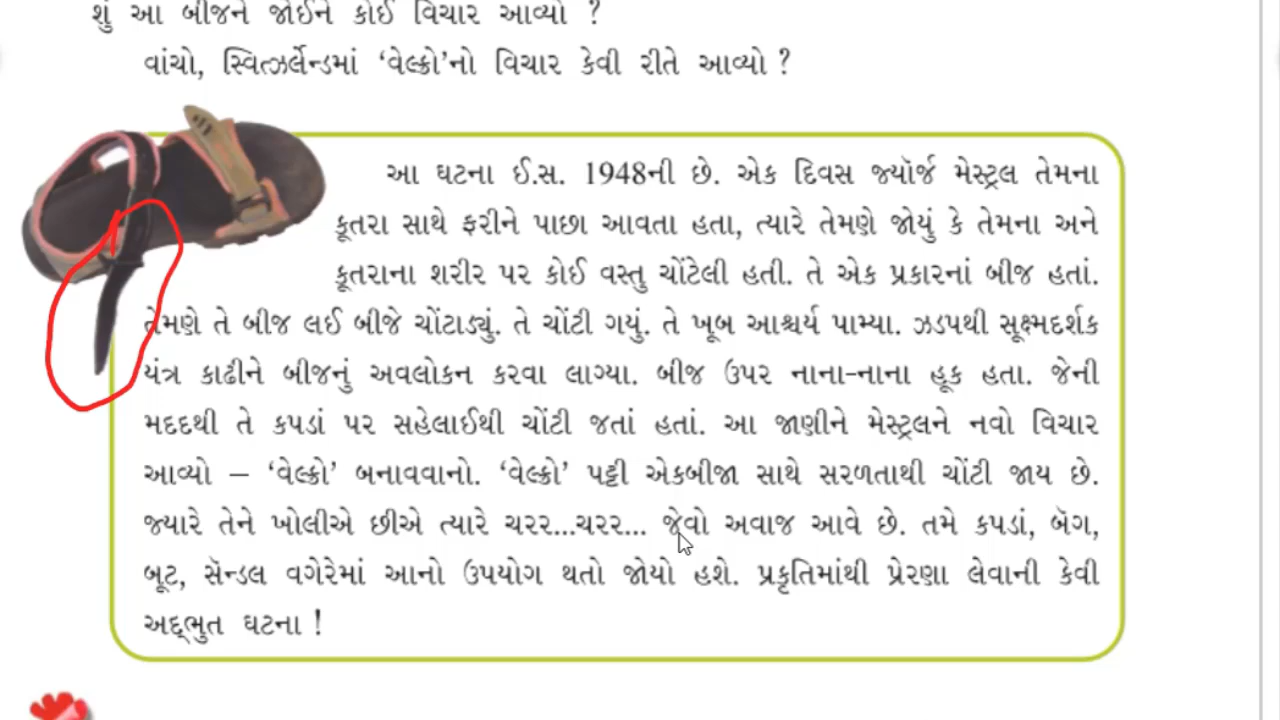 શું આ બીજને જોઈને કોઈ વિચાર આવ્યો ?
વાંચો, સ્વિત્ઝર્લેન્ડમાં ‘વેલ્ક્રો’નો વિચાર કેવી રીતે આવ્યો ?
આ ઘટના ઈ.સ. 1948ની છે. એક દિવસ જ્યૉર્જ મેસ્ટ્રલ તેમના
કૂતરા સાથે ફરીને પાછા આવતા હતા, ત્યારે તેમણે જોયું કે તેમના અને
કૂતરાના શરીર પર કોઈ વસ્તુ ચોંટેલી હતી. તે એક પ્રકારનાં બીજ હતાં.
તેમણે તે બીજ લઈ બીજે ચોંટાડ્યું. તે ચોંટી ગયું. તે ખૂબ આશ્ચર્ય પામ્યા. ઝડપથી સૂક્ષ્મદર્શક
યંત્ર કાઢીને બીજનું અવલોકન કરવા લાગ્યા. બીજ ઉપર નાના-નાના હૂક હતા. જેની
મદદથી તે કપડાં પર સહેલાઈથી ચોંટી જતાં હતાં. આ જાણીને મેસ્ટ્રલને નવો વિચાર
આવ્યો – ‘વેલ્ક્રો’ બનાવવાનો. ‘વેલ્ક્રો’ પટ્ટી એકબીજા સાથે સરળતાથી ચોંટી જાય છે.
જ્યારે તેને ખોલીએ છીએ ત્યારે ચરર...ચરર... જેવો અવાજ આવે છે. તમે કપડાં, બૅગ,
બૂટ, સૅન્ડલ વગેરેમાં આનો ઉપયોગ થતો જોયો હશે. પ્રકૃતિમાંથી પ્રેરણા લેવાની કેવી
અદ્ભુત ઘટના !